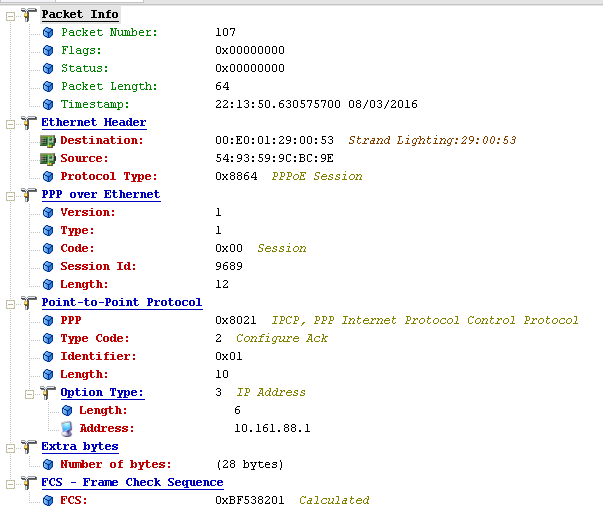 Packet Info
Packet Number: 107
Flags: 0x00000000
Status: 0x00000000
Packet Length: 64
Timestamp: 22:13:50.630575700 08/03/2016
Ethernet Header
Destination: 00:E0:01:29:00:53 Strand Lighting:29:00:53
Source: 54:93:59:9C:BC:9E
Protocol Type: 0x8864 PPPoE Session
PPP over Ethernet
Version: 1
Type: 1
Code: 0x00 Session
Session Id: 9689
Length: 12
Point-to-Point Protocol
PPP 0x8021 IPCP, PPP Internet Protocol Control Protocol
Type Code: 2 Configure Ack
Identifier: 0x01
Length: 10
Option Type: 3 IP Address
Length: 6
Address: 10.161.88.1
Extra bytes
Number of bytes: (28 bytes)
FCS - Frame Check Sequence
FCS: 0xBF538201 Calculated